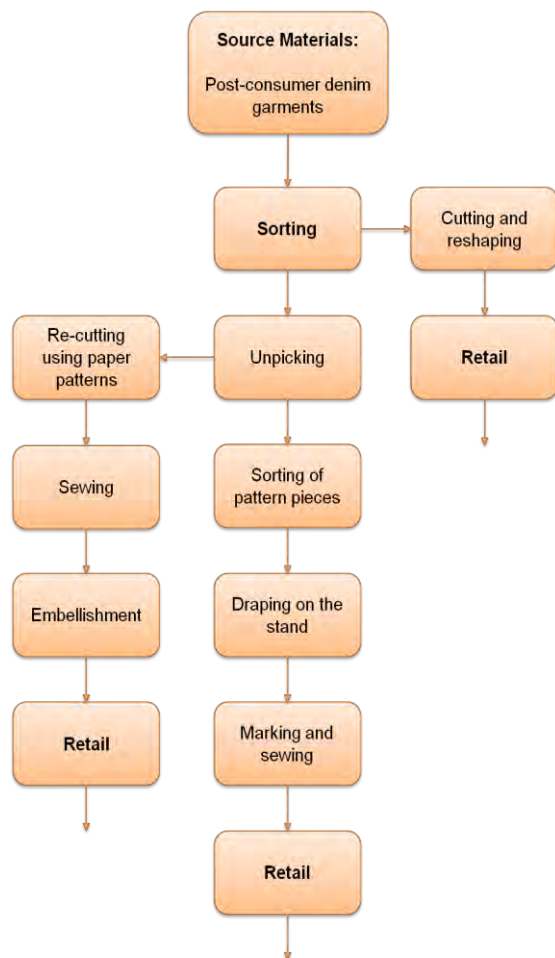 Source Materials:
Post-consumer denim
garments
Sorting
Cutting and
reshaping
Re-cutting
using paper
patterns
Unpicking
Retail
Sewing
Sorting of
pattern pieces
Embellishment
Draping on the
stand
Retail
Marking and
sewing
Retail